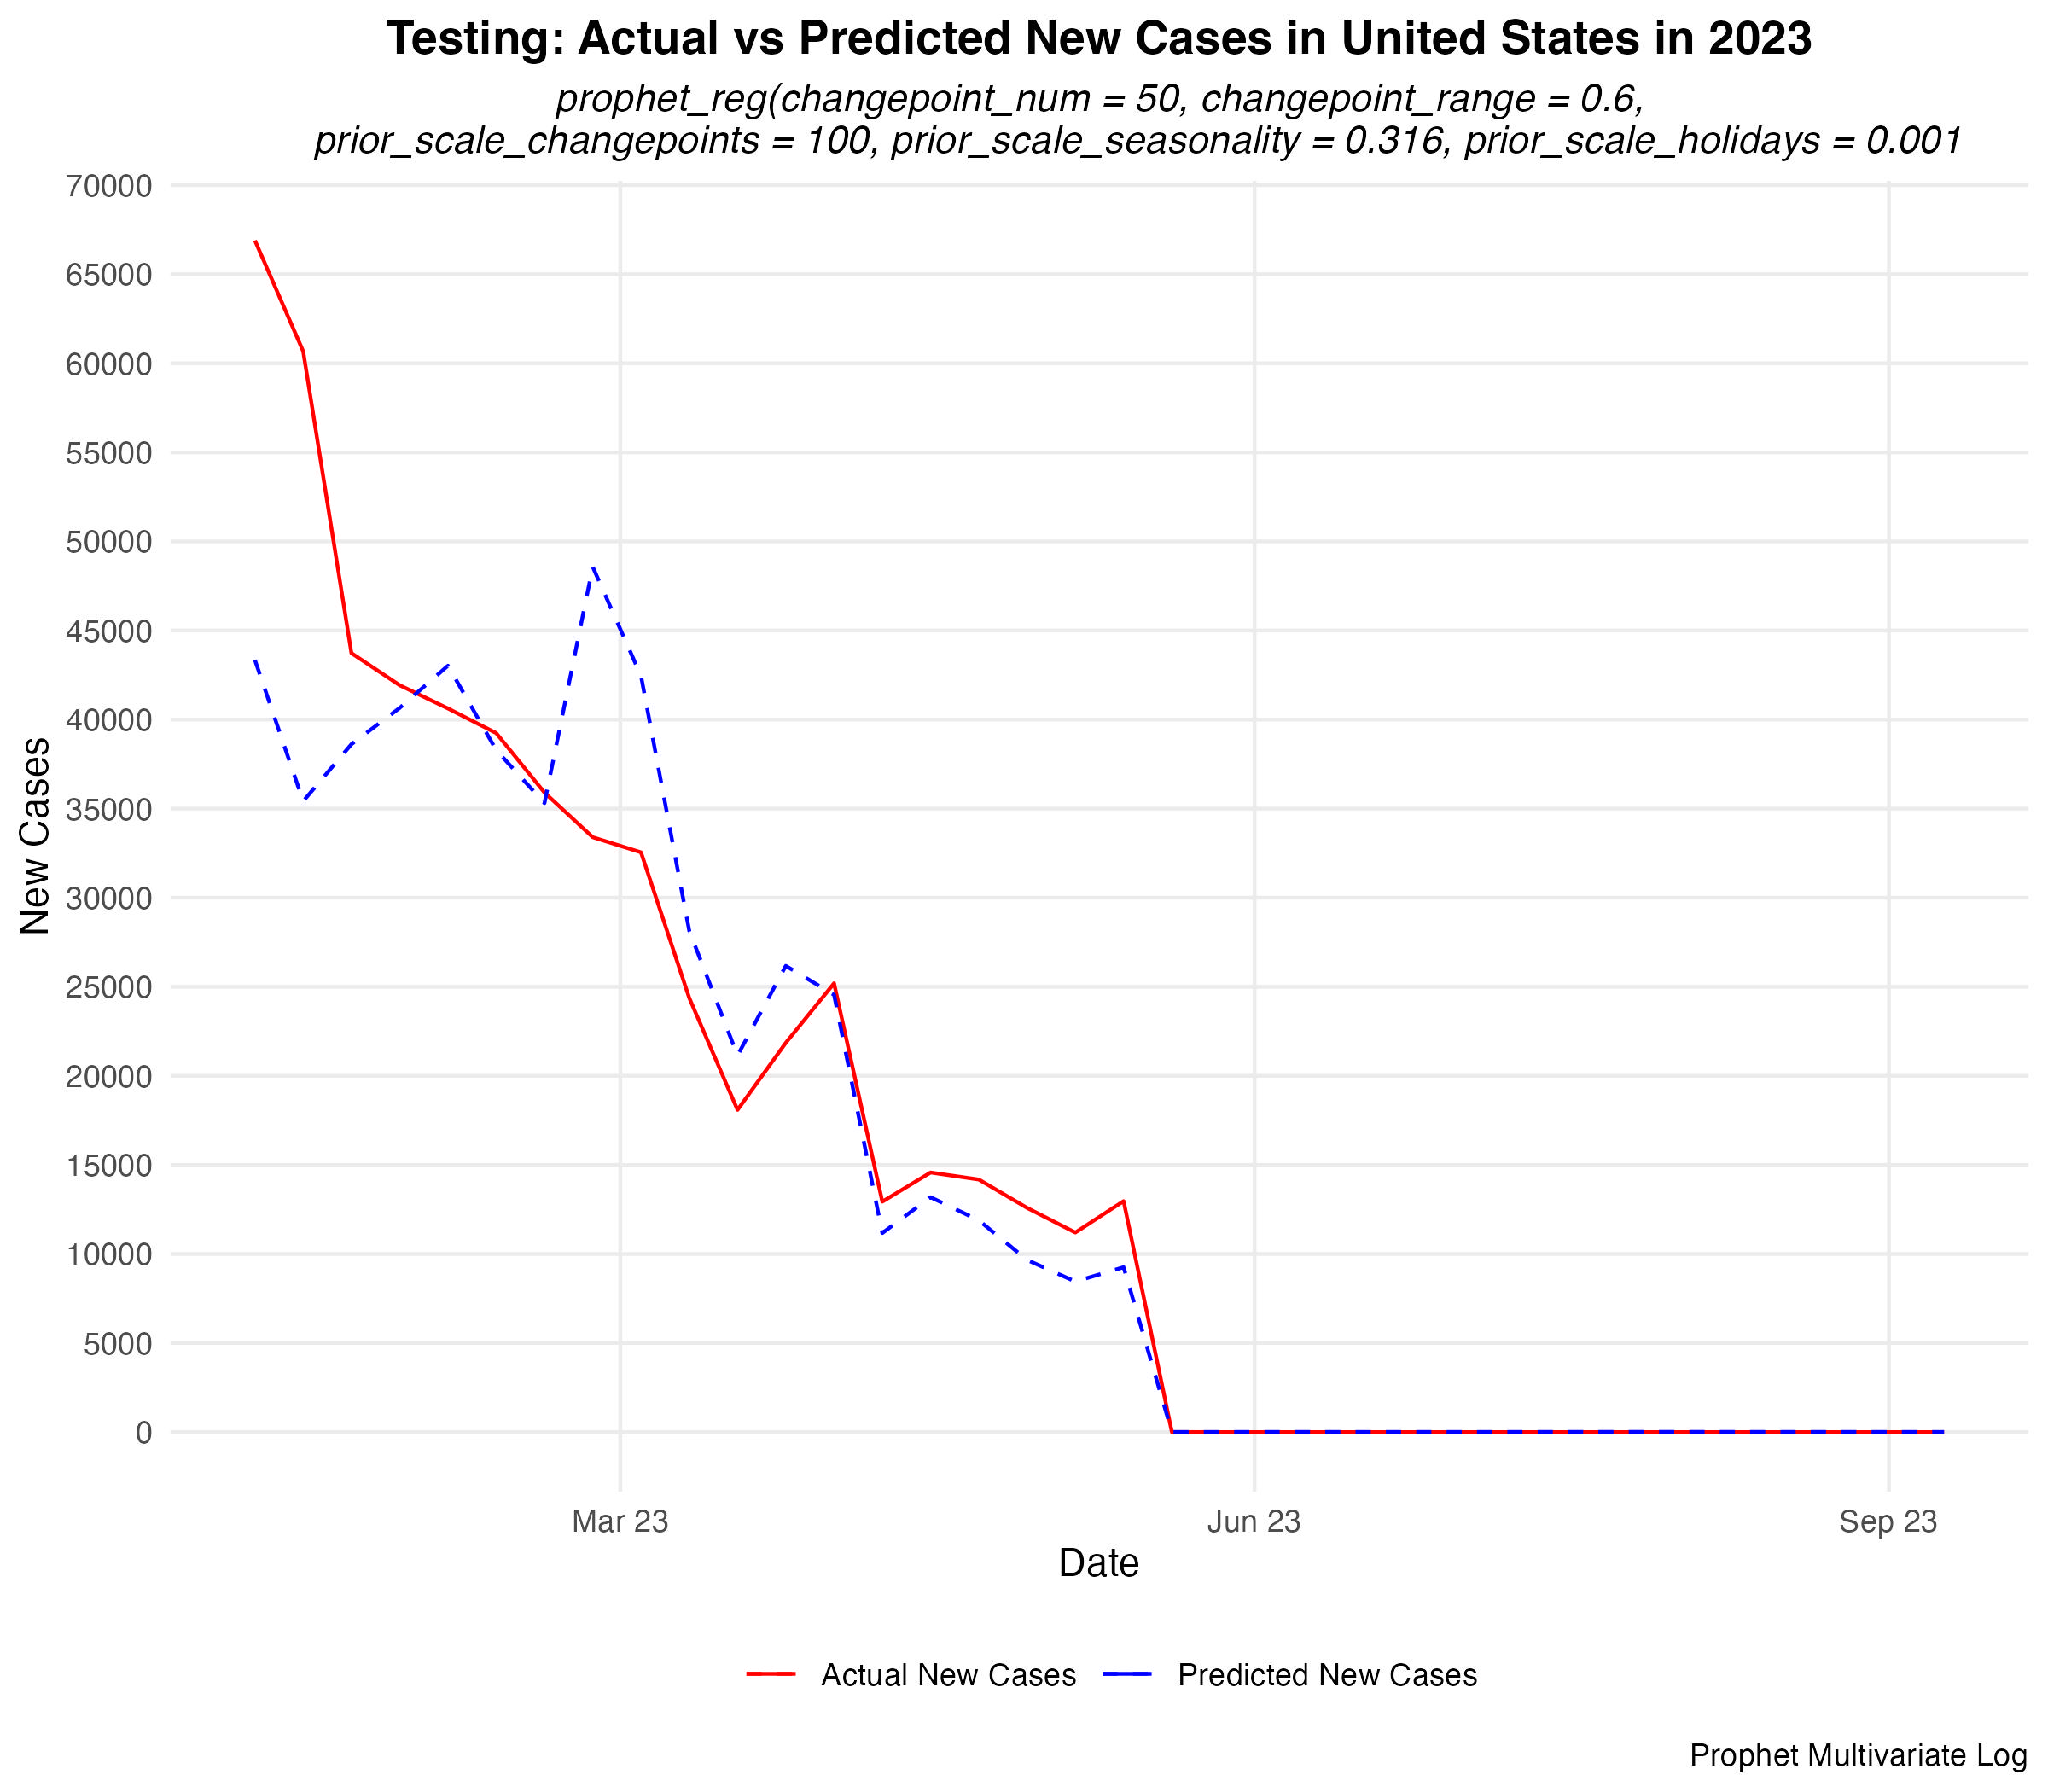 Testing: Actual vs Predicted New Cases in United States in 2023
prophet_reg(changepoint_num = 50, changepoint_range = 0.6,
prior_scale_changepoints = 100, prior_scale_seasonality = 0.316, prior_scale_holidays = 0.001
70000
65000
60000
55000
50000
45000
40000
35000
30000
25000
20000
15000
10000
5000
0
New Cases
Mar 23
Jun 23
Sep 23
Date
Actual New Cases
Predicted New Cases
Prophet Multivariate Log